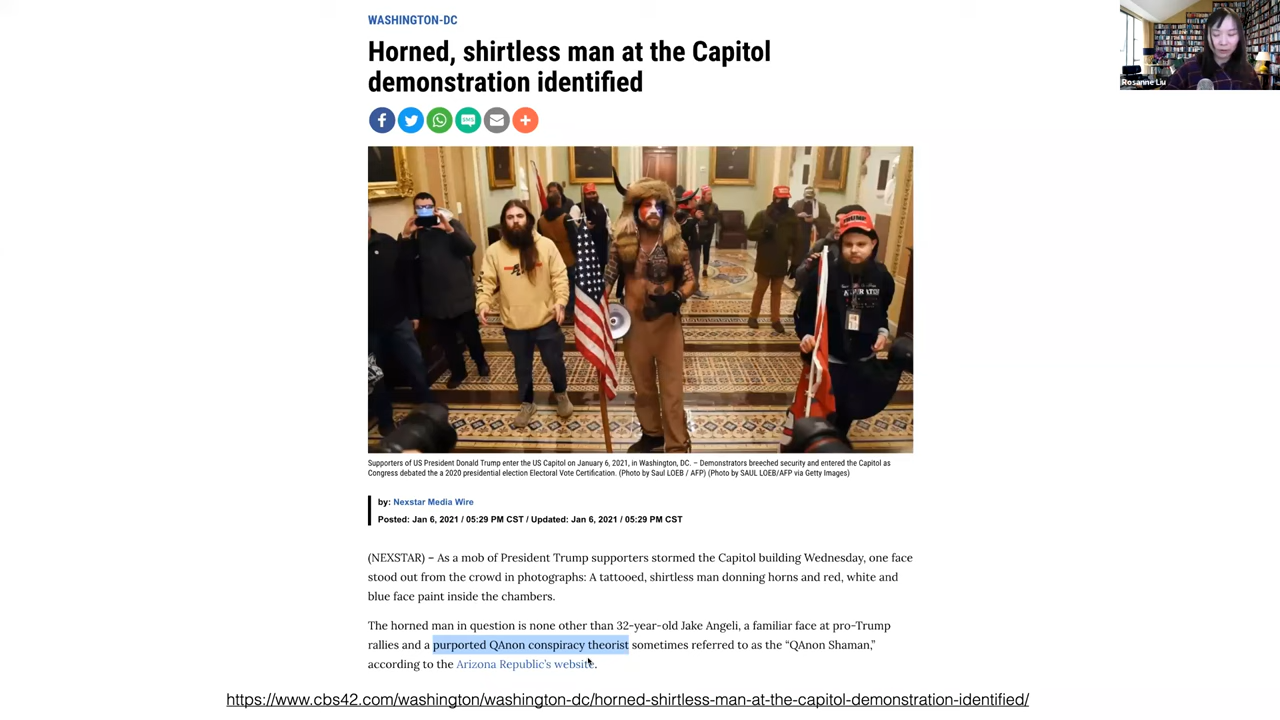 WASHINGTON-DC
Horned, shirtless man at the Capitol
demonstration identified
SMS
Rosanne Liu
Supporters of US President Donald Trump enter the US Capitol on January 6, 2021, in Washington, DC. – Demonstrators breeched security and entered the Capitol as
Congress debated the a 2020 presidential election Electoral Vote Certification. (Photo by Saul LOEB / AFP) (Photo by SAUL LOEB/AFP via Getty Images)
by: Nexstar Media Wire
Posted: Jan 6, 2021 / 05:29 PM CST / Updated: Jan 6, 2021 / 05:29 PM CST
(NEXSTAR) – As a mob of President Trump supporters stormed the Capitol building Wednesday, one face
stood out from the crowd in photographs: A tattooed, shirtless man donning horns and red, white and
blue face paint inside the chambers.
The horned man in question is none other than 32-year-old Jake Angeli, a familiar face at pro-Trump
rallies and a purported QAnon conspiracy theorist sometimes referred to as the “QAnon Shaman,”
according to the Arizona Republic’s website.
https://www.cbs42.com/washington/washington-dc/horned-shirtless-man-at-the-capitol-demonstration-identified/